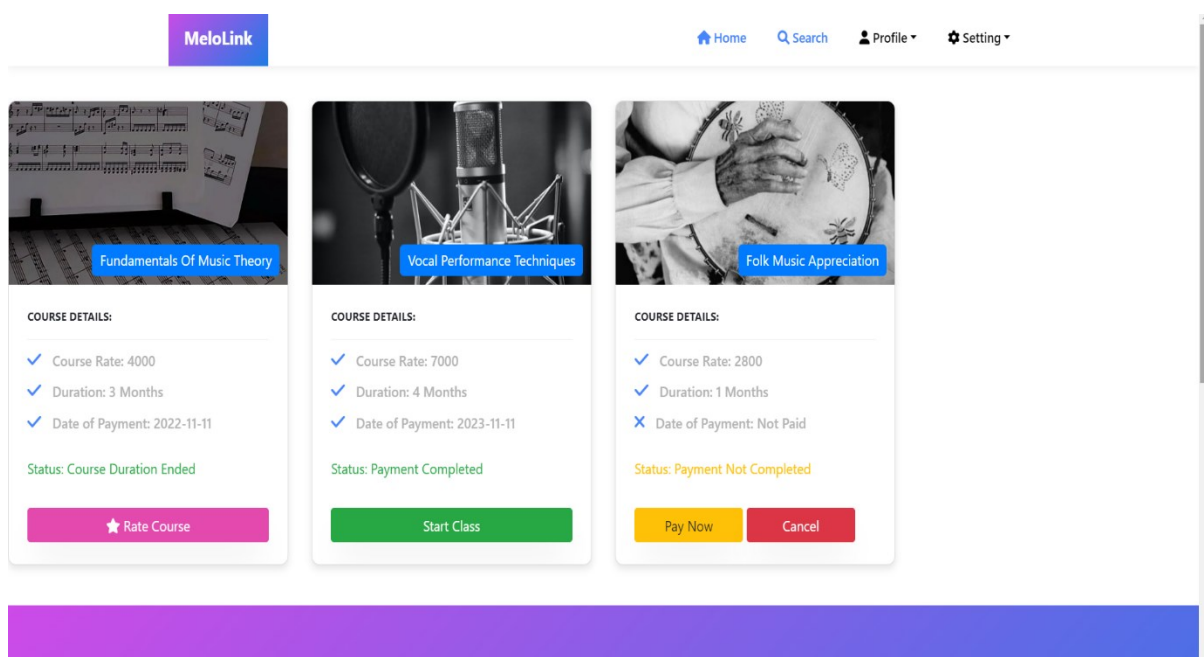 MeloLink
Home Search Profile Setting
Fundamentals Of Music Theory
COURSE DETAILS:
Course Rate: 4000
Duration: 3 Months
Date of Payment: 2022-11-11
Status: Course Duration Ended
Rate Course
Vocal Performance Techniques
COURSE DETAILS:
Course Rate: 7000
Duration: 4 Months
Date of Payment: 2023-11-11
Status: Payment Completed
Start Class
Folk Music Appreciation
COURSE DETAILS:
Course Rate: 2800
Duration: 1 Months
Date of Payment: Not Paid
Status: Payment Not Completed
Pay Now Cancel